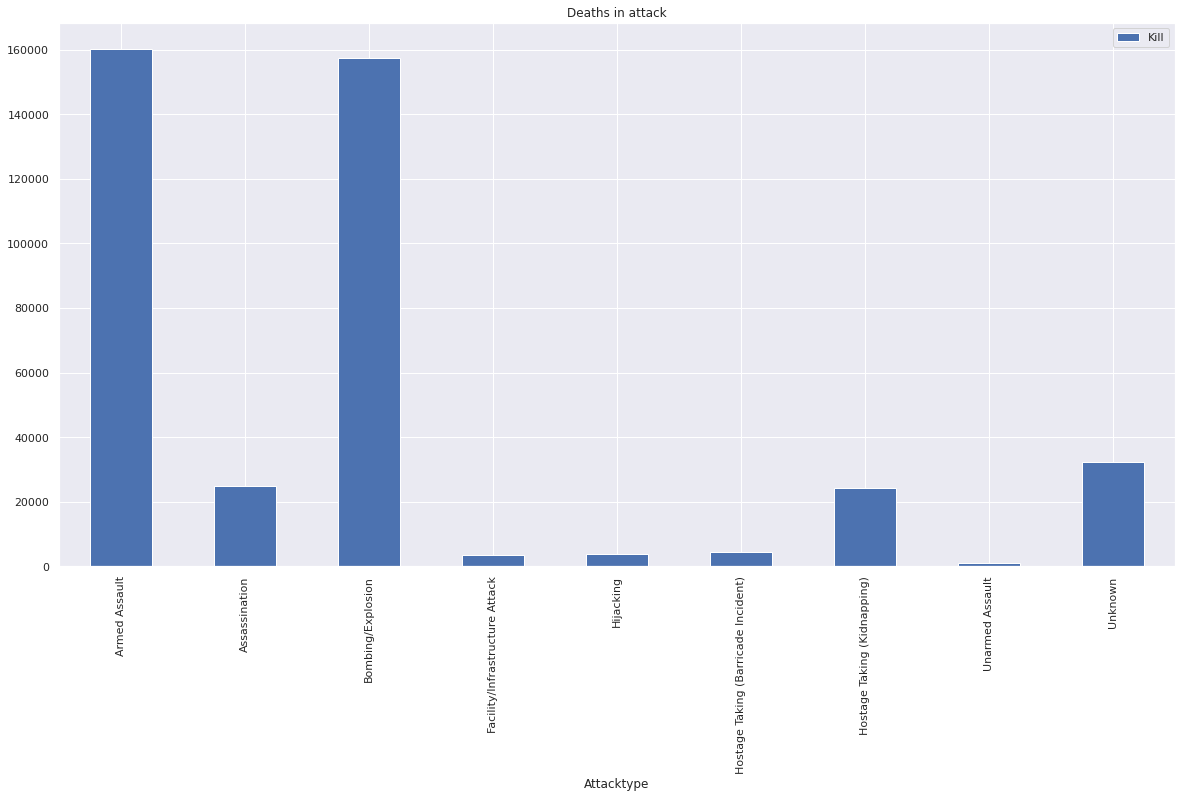 Deaths in attack
Kill
160000
140000
120000
100000
80000
60000
40000
20000
0
Armed Assault
Assassination
Bombing/Explosion
Facility/Infrastructure Attack
Hijacking
Hostage Taking (Barricade Incident)
Hostage Taking (Kidnapping)
Unarmed Assault
Unknown
Attacktype